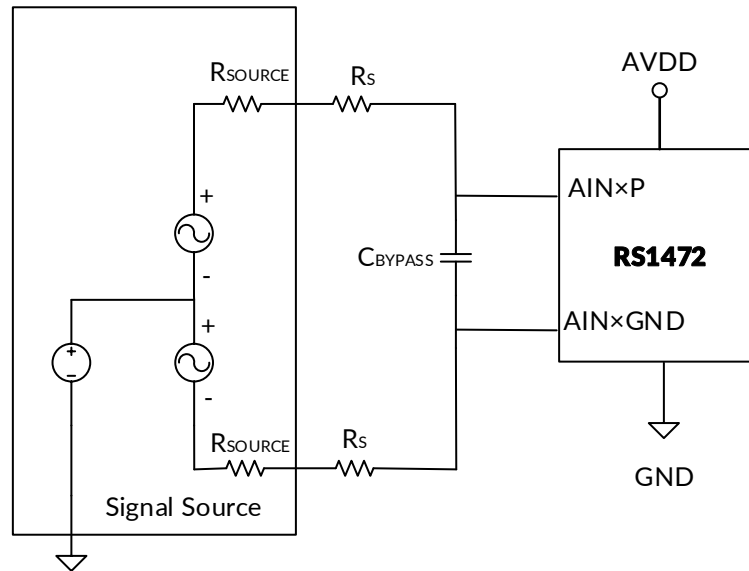 RSOURCE
RS
AVDD
+
AIN×P
-
CBYPASS
RS1472
+
AIN×GND
+
-
-
RSOURCE
RS
GND
Signal Source